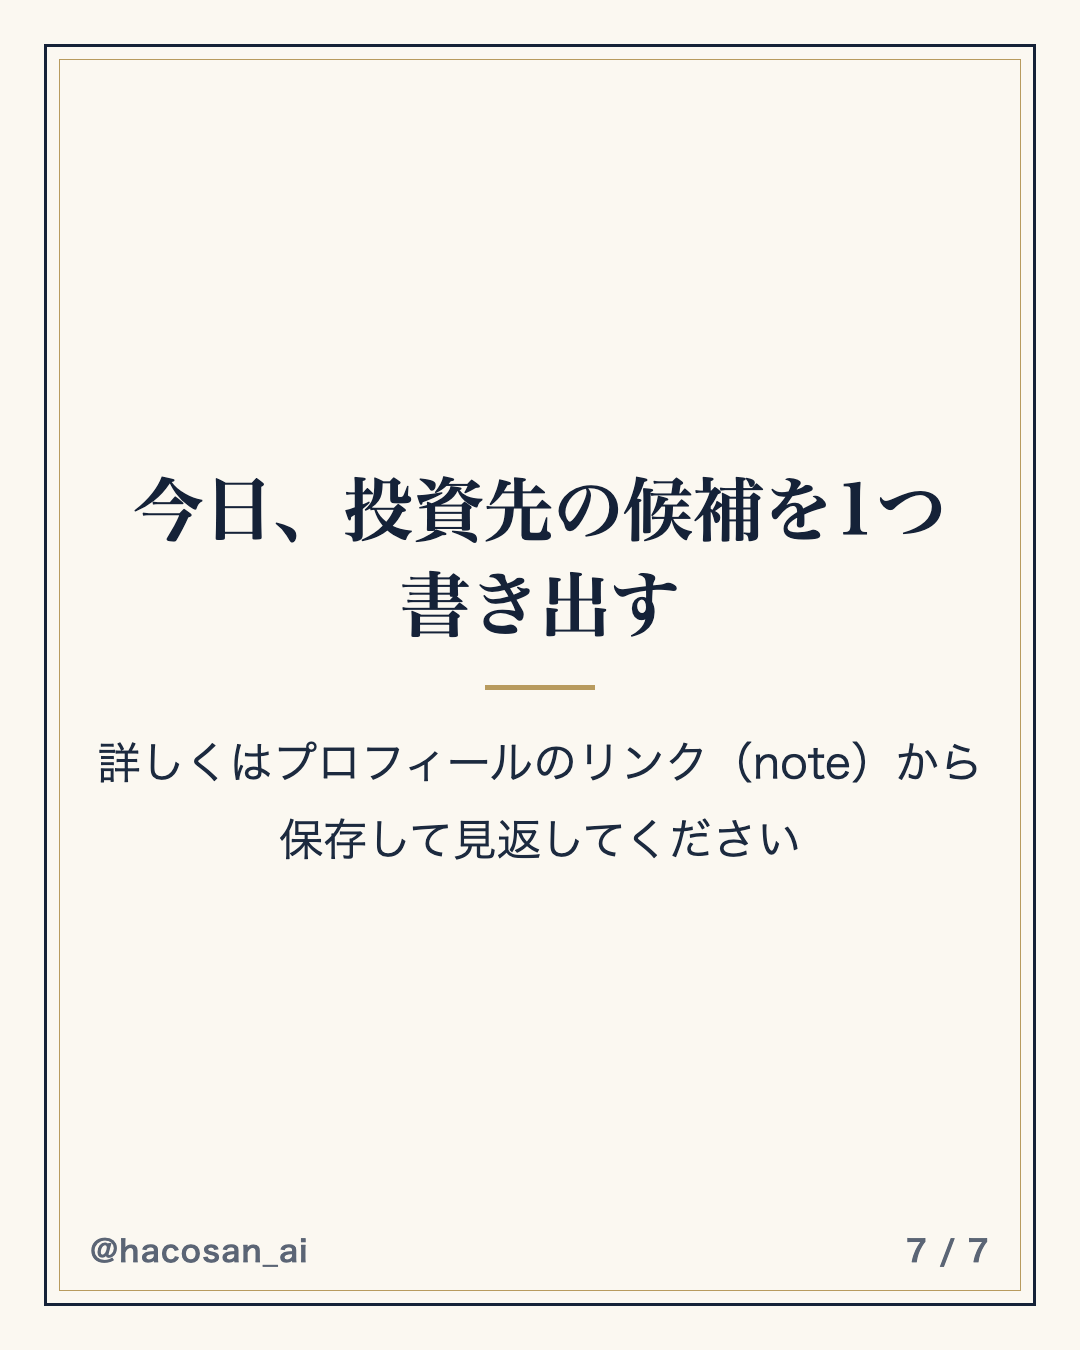 今日、投資先の候補を1つ
書き出す
詳しくはプロフィールのリンク（note）から
保存して見返してください
@hacosan_ai
7 / 7